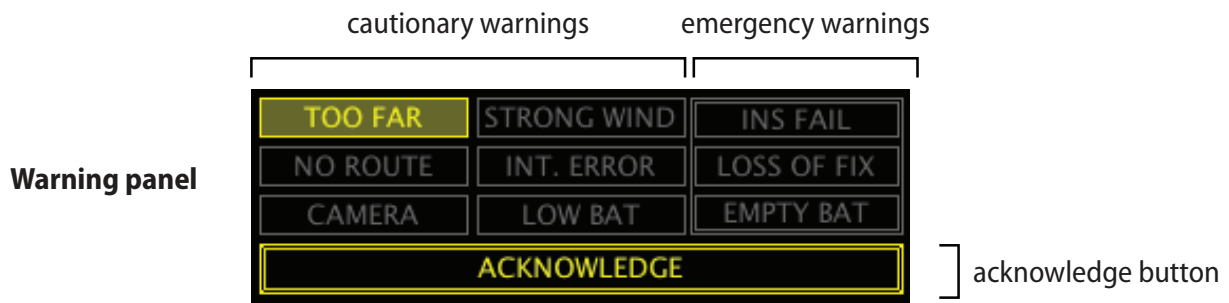 cautionary warnings emergency warnings
TOO FAR STRONG WIND INS FAIL
Warning panel NO ROUTE INT. ERROR LOSS OF FIX
CAMERA LOW BAT EMPTY BAT
ACKNOWLEDGE acknowledge button